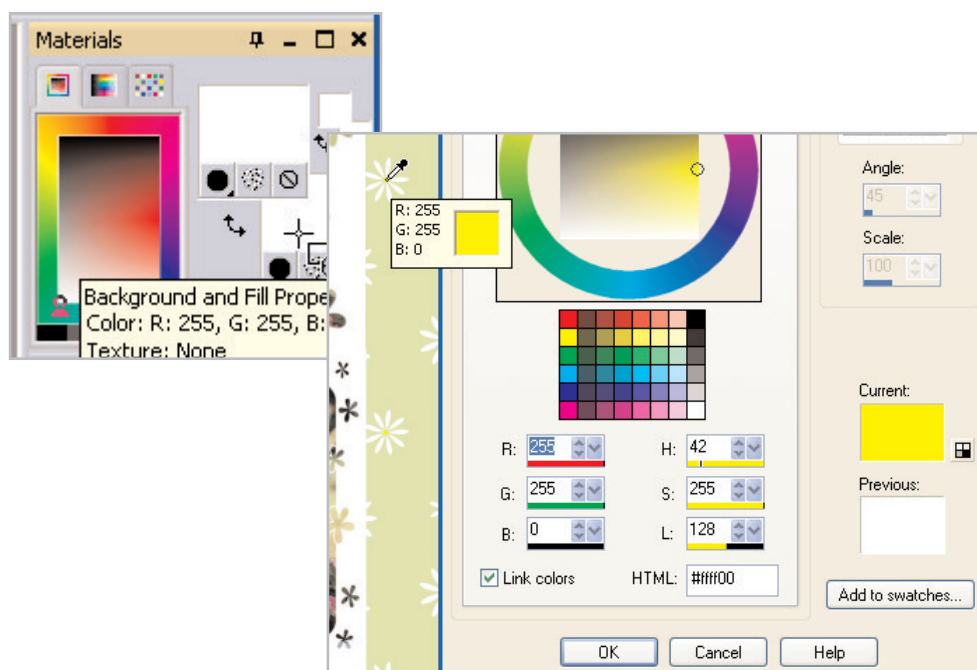 Materials
Background and Fill Prope
Color: R: 255, G: 255, B:
Texture: None
R: 255
G: 255
B: 0
R: 255
H: 42
G: 255
S: 255
B: 0
L: 128
Link colors
HTML: #ffff00
Angle:
45
Scale:
100
Current:
Previous:
Add to swatches...
OK
Cancel
Help